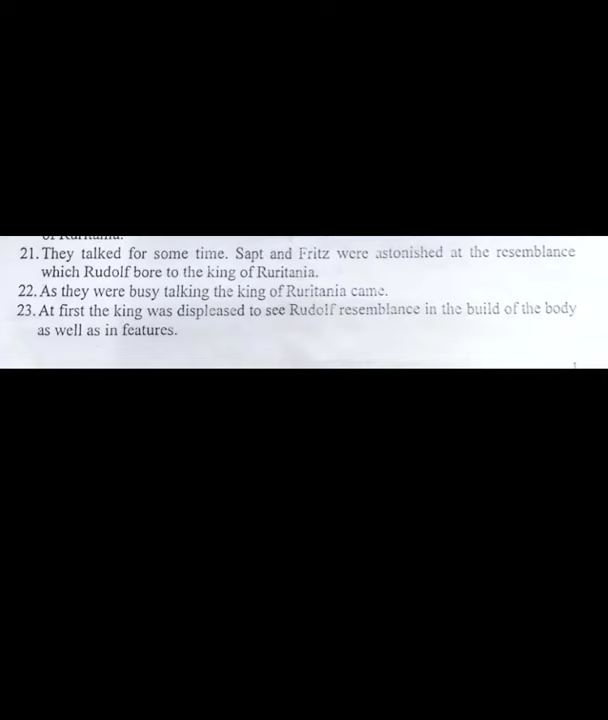 21. They talked for some time. Sapt and Fritz were astonished at the resemblance
which Rudolf bore to the king of Ruritania.
22. As they were busy talking the king of Ruritania came.
23. At first the king was displeased to see Rudolf resemblance in the build of the body
as well as in features.
1